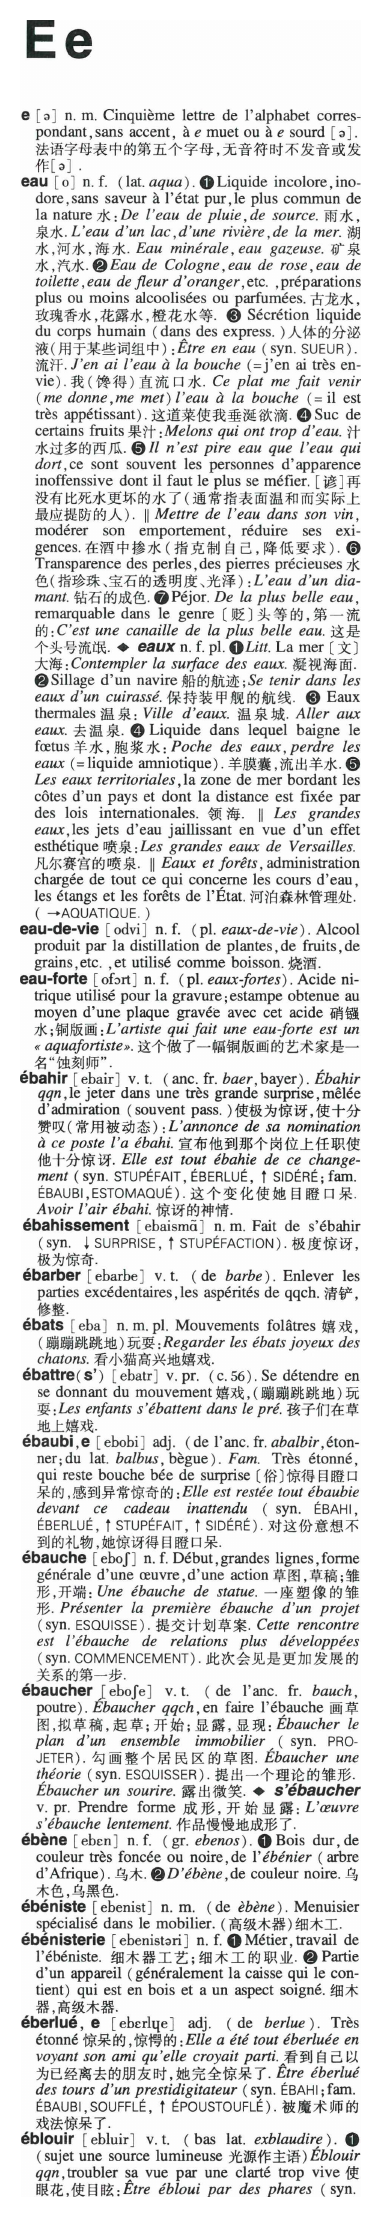 E e
e [ə] n. m. Cinquième lettre de l'alphabet corres-
pondant, sans accent, à e muet ou à e sourd [ə].
法语字母表中的第五个字母,无音符时不发音或发
作[ə].
eau [o] n. f. (lat. aqua). ❶ Liquide incolore, ino-
dore, sans saveur à l'état pur, le plus commun de
la nature 水: De l'eau de pluie, de source. 雨水,
泉水. L'eau d'un lac, d'une rivière, de la mer. 湖
水,河水,海水. Eau minérale, eau gazeuse. 矿泉
水,汽水. ❷ Eau de Cologne, eau de rose, eau de
toilette, eau de fleur d'oranger, etc. , préparations
plus ou moins alcoolisées ou parfumées. 古龙水,
玫瑰香水,花露水,橙花水等. ❸ Sécrétion liquide
du corps humain (dans des express. )人体的分泌
液(用于某些词组中): Être en eau (syn. SUEUR).
流汗. J'en ai l'eau à la bouche (=j'en ai très en-
vie). 我(馋得)直流口水. Ce plat me fait venir
(me donne, me met) l'eau à la bouche (= il est
très appétissant). 这道菜使我垂涎欲滴. ❹ Suc de
certains fruits 果汁: Melons qui ont trop d'eau. 汁
水过多的西瓜. ❺ Il n'est pire eau que l'eau qui
dort, ce sont souvent les personnes d'apparence
inoffenssive dont il faut le plus se méfier. [谚]再
没有比死水更坏的水了(通常指表面温和而实际上
最应提防的人). ‖ Mettre de l'eau dans son vin,
modérer son emportement, réduire ses exi-
gences. 在酒中掺水(指克制自己,降低要求). ❻
Transparence des perles, des pierres précieuses 水
色(指珍珠、宝石的透明度、光泽): L'eau d'un dia-
mant. 钻石的成色. ❼ Péjor. De la plus belle eau,
remarquable dans le genre [贬]头等的,第一流
的: C'est une canaille de la plus belle eau. 这是
个头号流氓. ◆ eaux n. f. pl. ❶ Litt. La mer [文]
大海: Contempler la surface des eaux. 凝视海面.
❷ Sillage d'un navire 船的航迹; Se tenir dans les
eaux d'un cuirassé. 保持装甲舰的航线. ❸ Eaux
thermales 温泉: Ville d'eaux. 温泉城. Aller aux
eaux. 去温泉. ❹ Liquide dans lequel baigne le
fœtus 羊水,胞浆水: Poche des eaux, perdre les
eaux (= liquide amniotique). 羊膜囊,流出羊水. ❺
Les eaux territoriales, la zone de mer bordant les
côtes d'un pays et dont la distance est fixée par
des lois internationales. 领海. ‖ Les grandes
eaux, les jets d'eau jaillissant en vue d'un effet
esthétique 喷泉: Les grandes eaux de Versailles.
凡尔赛宫的喷泉. ‖ Eaux et forêts, administration
chargée de tout ce qui concerne les cours d'eau,
les étangs et les forêts de l'État. 河泊森林管理处.
( →AQUATIQUE. )
eau-de-vie [odvi] n. f. (pl. eaux-de-vie). Alcool
produit par la distillation de plantes, de fruits, de
grains, etc. , et utilisé comme boisson. 烧酒.
eau-forte [ofɔrt] n. f. (pl. eaux-fortes). Acide ni-
trique utilisé pour la gravure; estampe obtenue au
moyen d'une plaque gravée avec cet acide 硝镪
水;铜版画: L'artiste qui fait une eau-forte est un
« aquafortiste». 这个做了一幅铜版画的艺术家是一
名“蚀刻师”.
ébahir [ebair] v. t. (anc. fr. baer, bayer). Ébahir
qqn, le jeter dans une très grande surprise, mêlée
d'admiration (souvent pass. )使极为惊讶,使十分
赞叹(常用被动态): L'annonce de sa nomination
à ce poste l'a ébahi. 宣布他到那个岗位上任职使
他十分惊讶. Elle est tout ébahie de ce change-
ment (syn. STUPÉFAIT, ÉBERLUÉ, ↑ SIDÉRÉ; fam.
ÉBAUBI, ESTOMAQUÉ). 这个变化使她目瞪口呆.
Avoir l'air ébahi. 惊讶的神情.
ébahissement [ebaismɑ̃] n. m. Fait de s'ébahir
(syn. ↓ SURPRISE, ↑ STUPÉFACTION). 极度惊讶,
极为惊奇.
ébarber [ebarbe] v. t. (de barbe). Enlever les
parties excédentaires, les aspérités de qqch. 清铲,
修整.
ébats [eba] n. m. pl. Mouvements folâtres 嬉戏,
(蹦蹦跳跳地)玩耍: Regarder les ébats joyeux des
chatons. 看小猫高兴地嬉戏.
ébattre(s') [ebatr] v. pr. (c. 56). Se détendre en
se donnant du mouvement 嬉戏,(蹦蹦跳跳地)玩
耍: Les enfants s'ébattent dans le pré. 孩子们在草
地上嬉戏.
ébaubi, e [ebobi] adj. (de l'anc. fr. abalbir, éton-
ner; du lat. balbus, bègue). Fam. Très étonné,
qui reste bouche bée de surprise [俗]惊得目瞪口
呆的,感到异常惊奇的: Elle est restée tout ébaubie
devant ce cadeau inattendu ( syn. ÉBAHI,
ÉBERLUÉ, ↑ STUPÉFAIT, ↑ SIDÉRÉ). 对这份意想不
到的礼物,她惊讶得目瞪口呆.
ébauche [eboʃ] n. f. Début, grandes lignes, forme
générale d'une œuvre, d'une action 草图,草稿;雏
形,开端: Une ébauche de statue. 一座塑像的雏
形. Présenter la première ébauche d'un projet
(syn. ESQUISSE). 提交计划草案. Cette rencontre
est l'ébauche de relations plus développées
(syn. COMMENCEMENT). 此次会见是更加发展的
关系的第一步.
ébaucher [eboʃe] v. t. ( de l'anc. fr. bauch,
poutre). Ébaucher qqch, en faire l'ébauche 画草
图,拟草稿,起草;开始;显露,显现: Ébaucher le
plan d'un ensemble immobilier ( syn. PRO-
JETER). 勾画整个居民区的草图. Ébaucher une
théorie (syn. ESQUISSER). 提出一个理论的雏形.
Ébaucher un sourire. 露出微笑. ◆ s'ébaucher
v. pr. Prendre forme 成形,开始显露: L'œuvre
s'ébauche lentement. 作品慢慢地成形了.
ébène [ebɛn] n. f. (gr. ebenos). ❶ Bois dur, de
couleur très foncée ou noire, de l'ébénier (arbre
d'Afrique). 乌木. ❷ D'ébène, de couleur noire. 乌
木色,乌黑色.
ébéniste [ebenist] n. m. (de ébène). Menuisier
spécialisé dans le mobilier. (高级木器)细木工.
ébénisterie [ebenistəri] n. f. ❶ Métier, travail de
l'ébéniste. 细木器工艺;细木工的职业. ❷ Partie
d'un appareil (généralement la caisse qui le con-
tient) qui est en bois et a un aspect soigné. 细木
器,高级木器.
éberlué, e [ebɛrlɥe] adj. (de berlue). Très
étonné 惊呆的,惊愕的: Elle a été tout éberluée en
voyant son ami qu'elle croyait parti. 看到自己以
为已经离去的朋友时,她完全惊呆了. Être éberlué
des tours d'un prestidigitateur (syn. ÉBAHI; fam.
ÉBAUBI, SOUFFLÉ, ↑ ÉPOUSTOUFLÉ). 被魔术师的
戏法惊呆了.
éblouir [ebluir] v. t. ( bas lat. exblaudire). ❶
(sujet une source lumineuse 光源作主语) Éblouir
qqn, troubler sa vue par une clarté trop vive 使
眼花,使目眩: Être ébloui par des phares (syn.